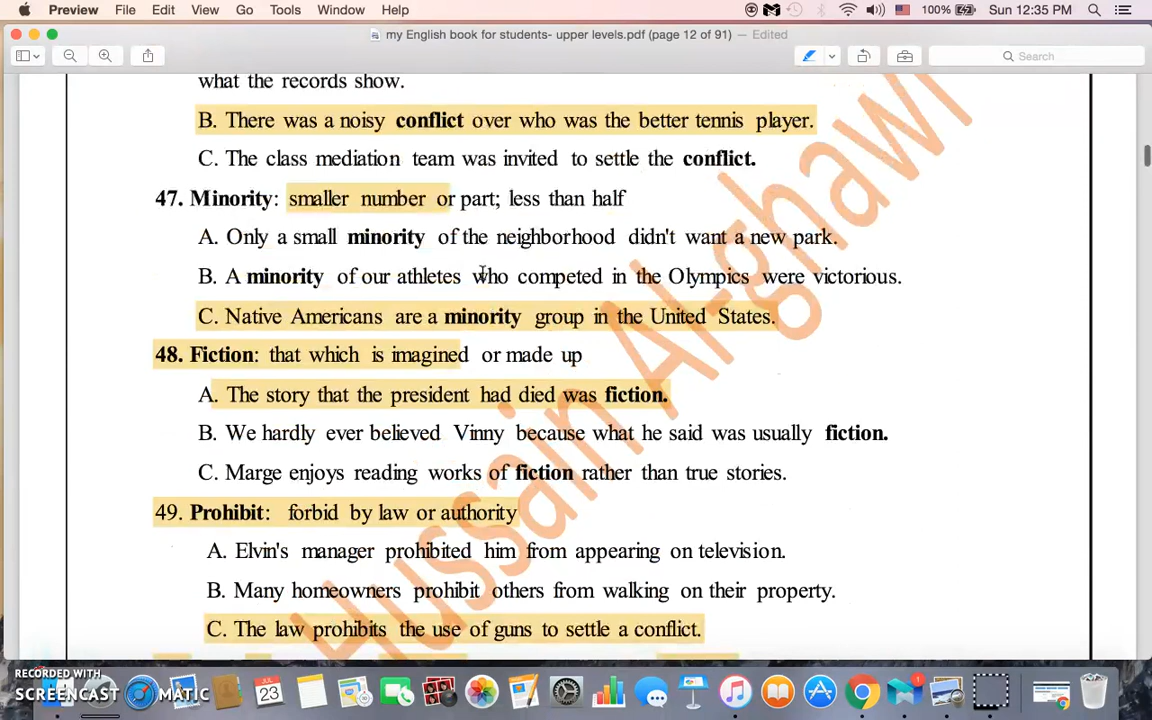 Preview File Edit View Go Tools Window Help 100% Sun 12:35 PM
my English book for students- upper levels.pdf (page 12 of 91) — Edited
Search
what the records show.
B. There was a noisy conflict over who was the better tennis player.
C. The class mediation team was invited to settle the conflict.
47. Minority: smaller number or part; less than half
A. Only a small minority of the neighborhood didn't want a new park.
B. A minority of our athletes who competed in the Olympics were victorious.
C. Native Americans are a minority group in the United States.
48. Fiction: that which is imagined or made up
A. The story that the president had died was fiction.
B. We hardly ever believed Vinny because what he said was usually fiction.
C. Marge enjoys reading works of fiction rather than true stories.
49. Prohibit: forbid by law or authority
A. Elvin's manager prohibited him from appearing on television.
B. Many homeowners prohibit others from walking on their property.
C. The law prohibits the use of guns to settle a conflict.
Hussain Al-ghawi
RECORDED WITH
SCREENCAST MATIC
23
1